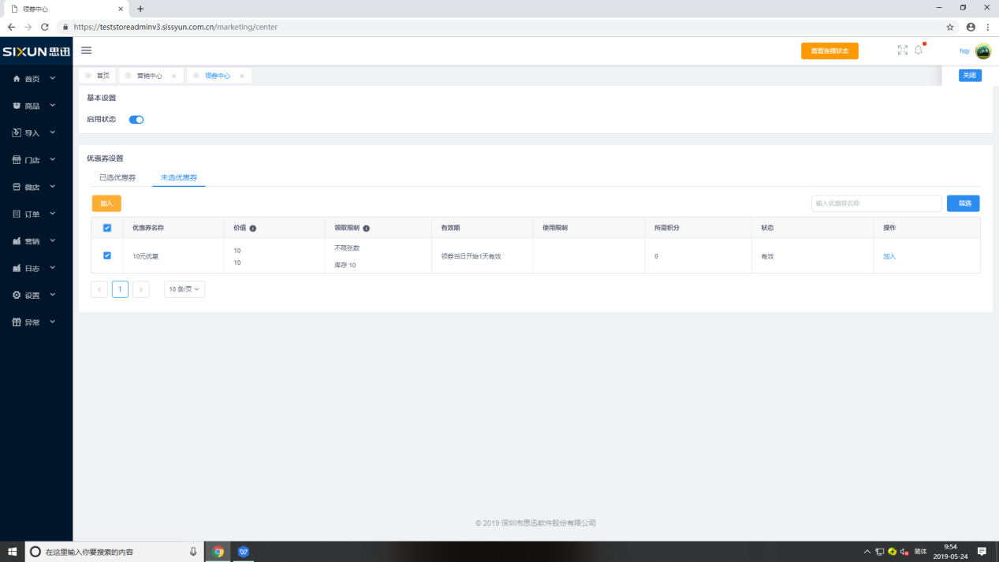 领券中心
https://teststoreadminv3.sissyun.com.cn/marketing/center
SIXUN思迅
查看连接状态
hqy
首页
营销中心
领券中心
关闭
首页
商品
导入
门店
微店
订单
营销
日志
设置
异常
基本设置
启用状态
优惠券设置
已选优惠券
未选优惠券
加入
输入优惠券名称
筛选
优惠券名称 价值 领取限制 有效期 使用限制 所需积分 状态 操作
10元优惠
10
10
不限张数
库存:10
领券当日开始1天有效
0
有效
加入
1
10 条/页
© 2019 深圳市思迅软件股份有限公司
在这里输入你要搜索的内容
简体
9:54
2019-05-24